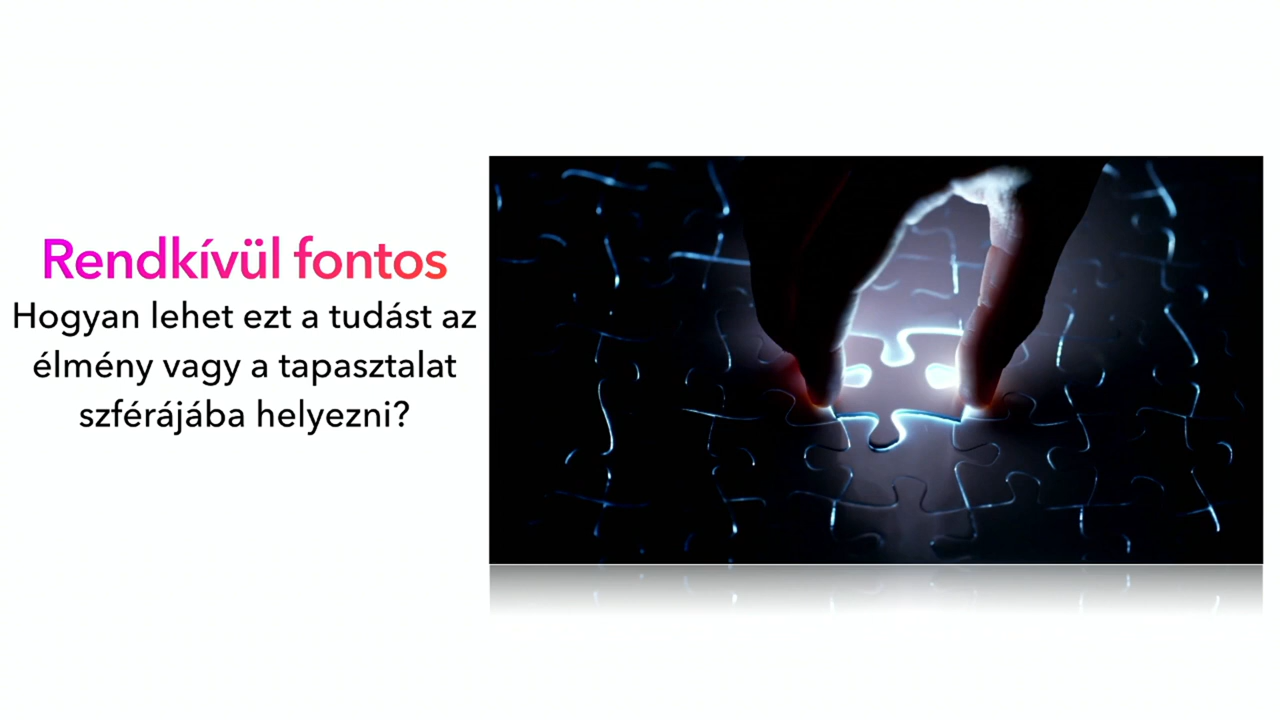 Rendkívül fontos
Hogyan lehet ezt a tudást az
élmény vagy a tapasztalat
szférájába helyezni?